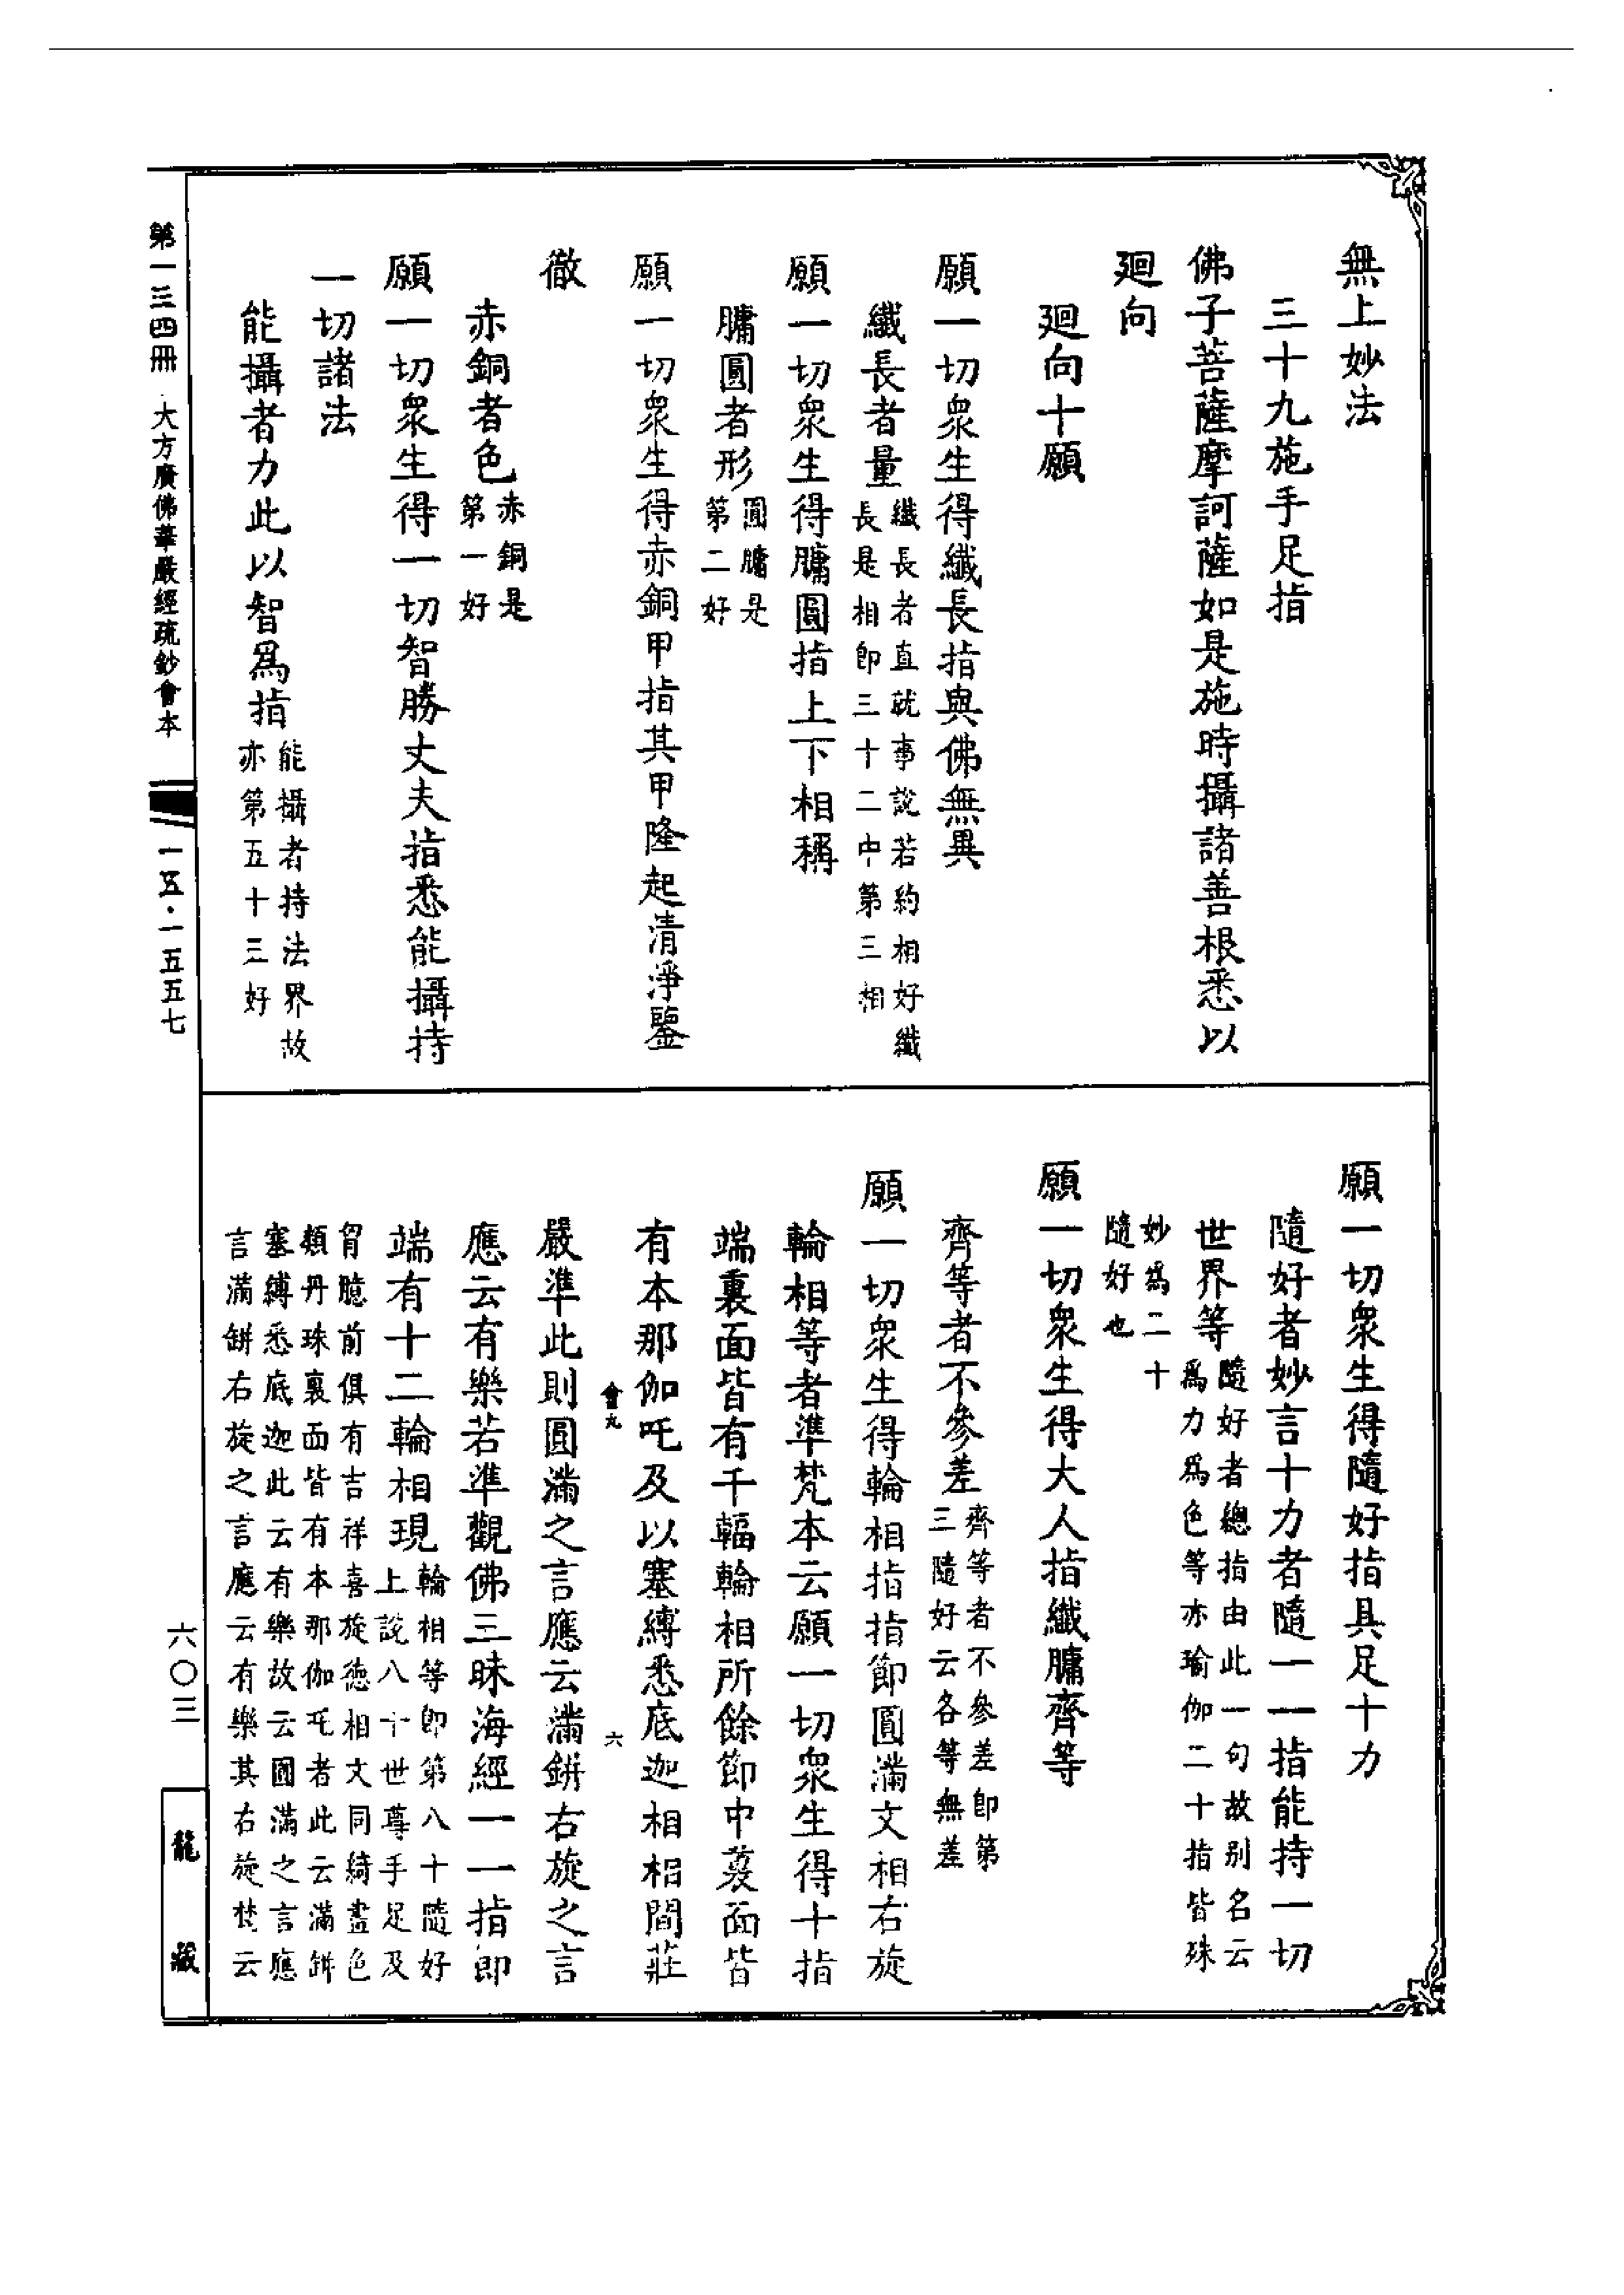 無上妙法
三十九施手足指
佛子菩薩摩訶薩如是施時攝諸善根悉以
廻向
廻向十願
願一切衆生得纖長指與佛無異
纖長者量
纖長者直就事說若約相好纖
長是相即三十二中第三相
願一切衆生得𦟛圓指上下相稱
𦟛圓者形
圓𦟛是
第二好
願一切衆生得赤銅甲指其甲隆起清淨鑒
徹
赤銅者色
赤銅是
第一好
願一切衆生得一切智勝丈夫指悉能攝持
一切諸法
能攝者力此以智爲指
能攝者持法界故
亦第五十三好
願一切衆生得隨好指具足十力
隨好者妙言十力者隨一一指能持一切
世界等
隨好者總指由此一句故别名云
爲力爲色等亦瑜伽二十指皆殊
妙爲二十
隨好也
願一切衆生得大人指纖𦟛齊等
齊等者不參差
齊等者不參差即第
三隨好云各等無差
願一切衆生得輪相指指節圓滿文相右旋
輪相等者準梵本云願一切衆生得十指
端裏面皆有千輻輪相所餘節中裏面皆
有本那伽吒及以塞縛悉底迦相相間莊
嚴準此則圓滿之言應云滿缾右旋之言
應云有樂若準觀佛三昧海經一一指即
端有十二輪相現
輪相等即第八十隨好
上說八十世尊手足及
胷臆前俱有吉祥喜旋德相文同綺畫色
類丹珠裏面皆有本那伽吒者此云滿缾
塞縛悉底迦此云有樂故云圓滿之言應
言滿缾右旋之言應云有樂其右旋梵云
會九
六
第一三四冊 大方廣佛華嚴經疏鈔會本
一五·一五五七
六〇三
龍藏